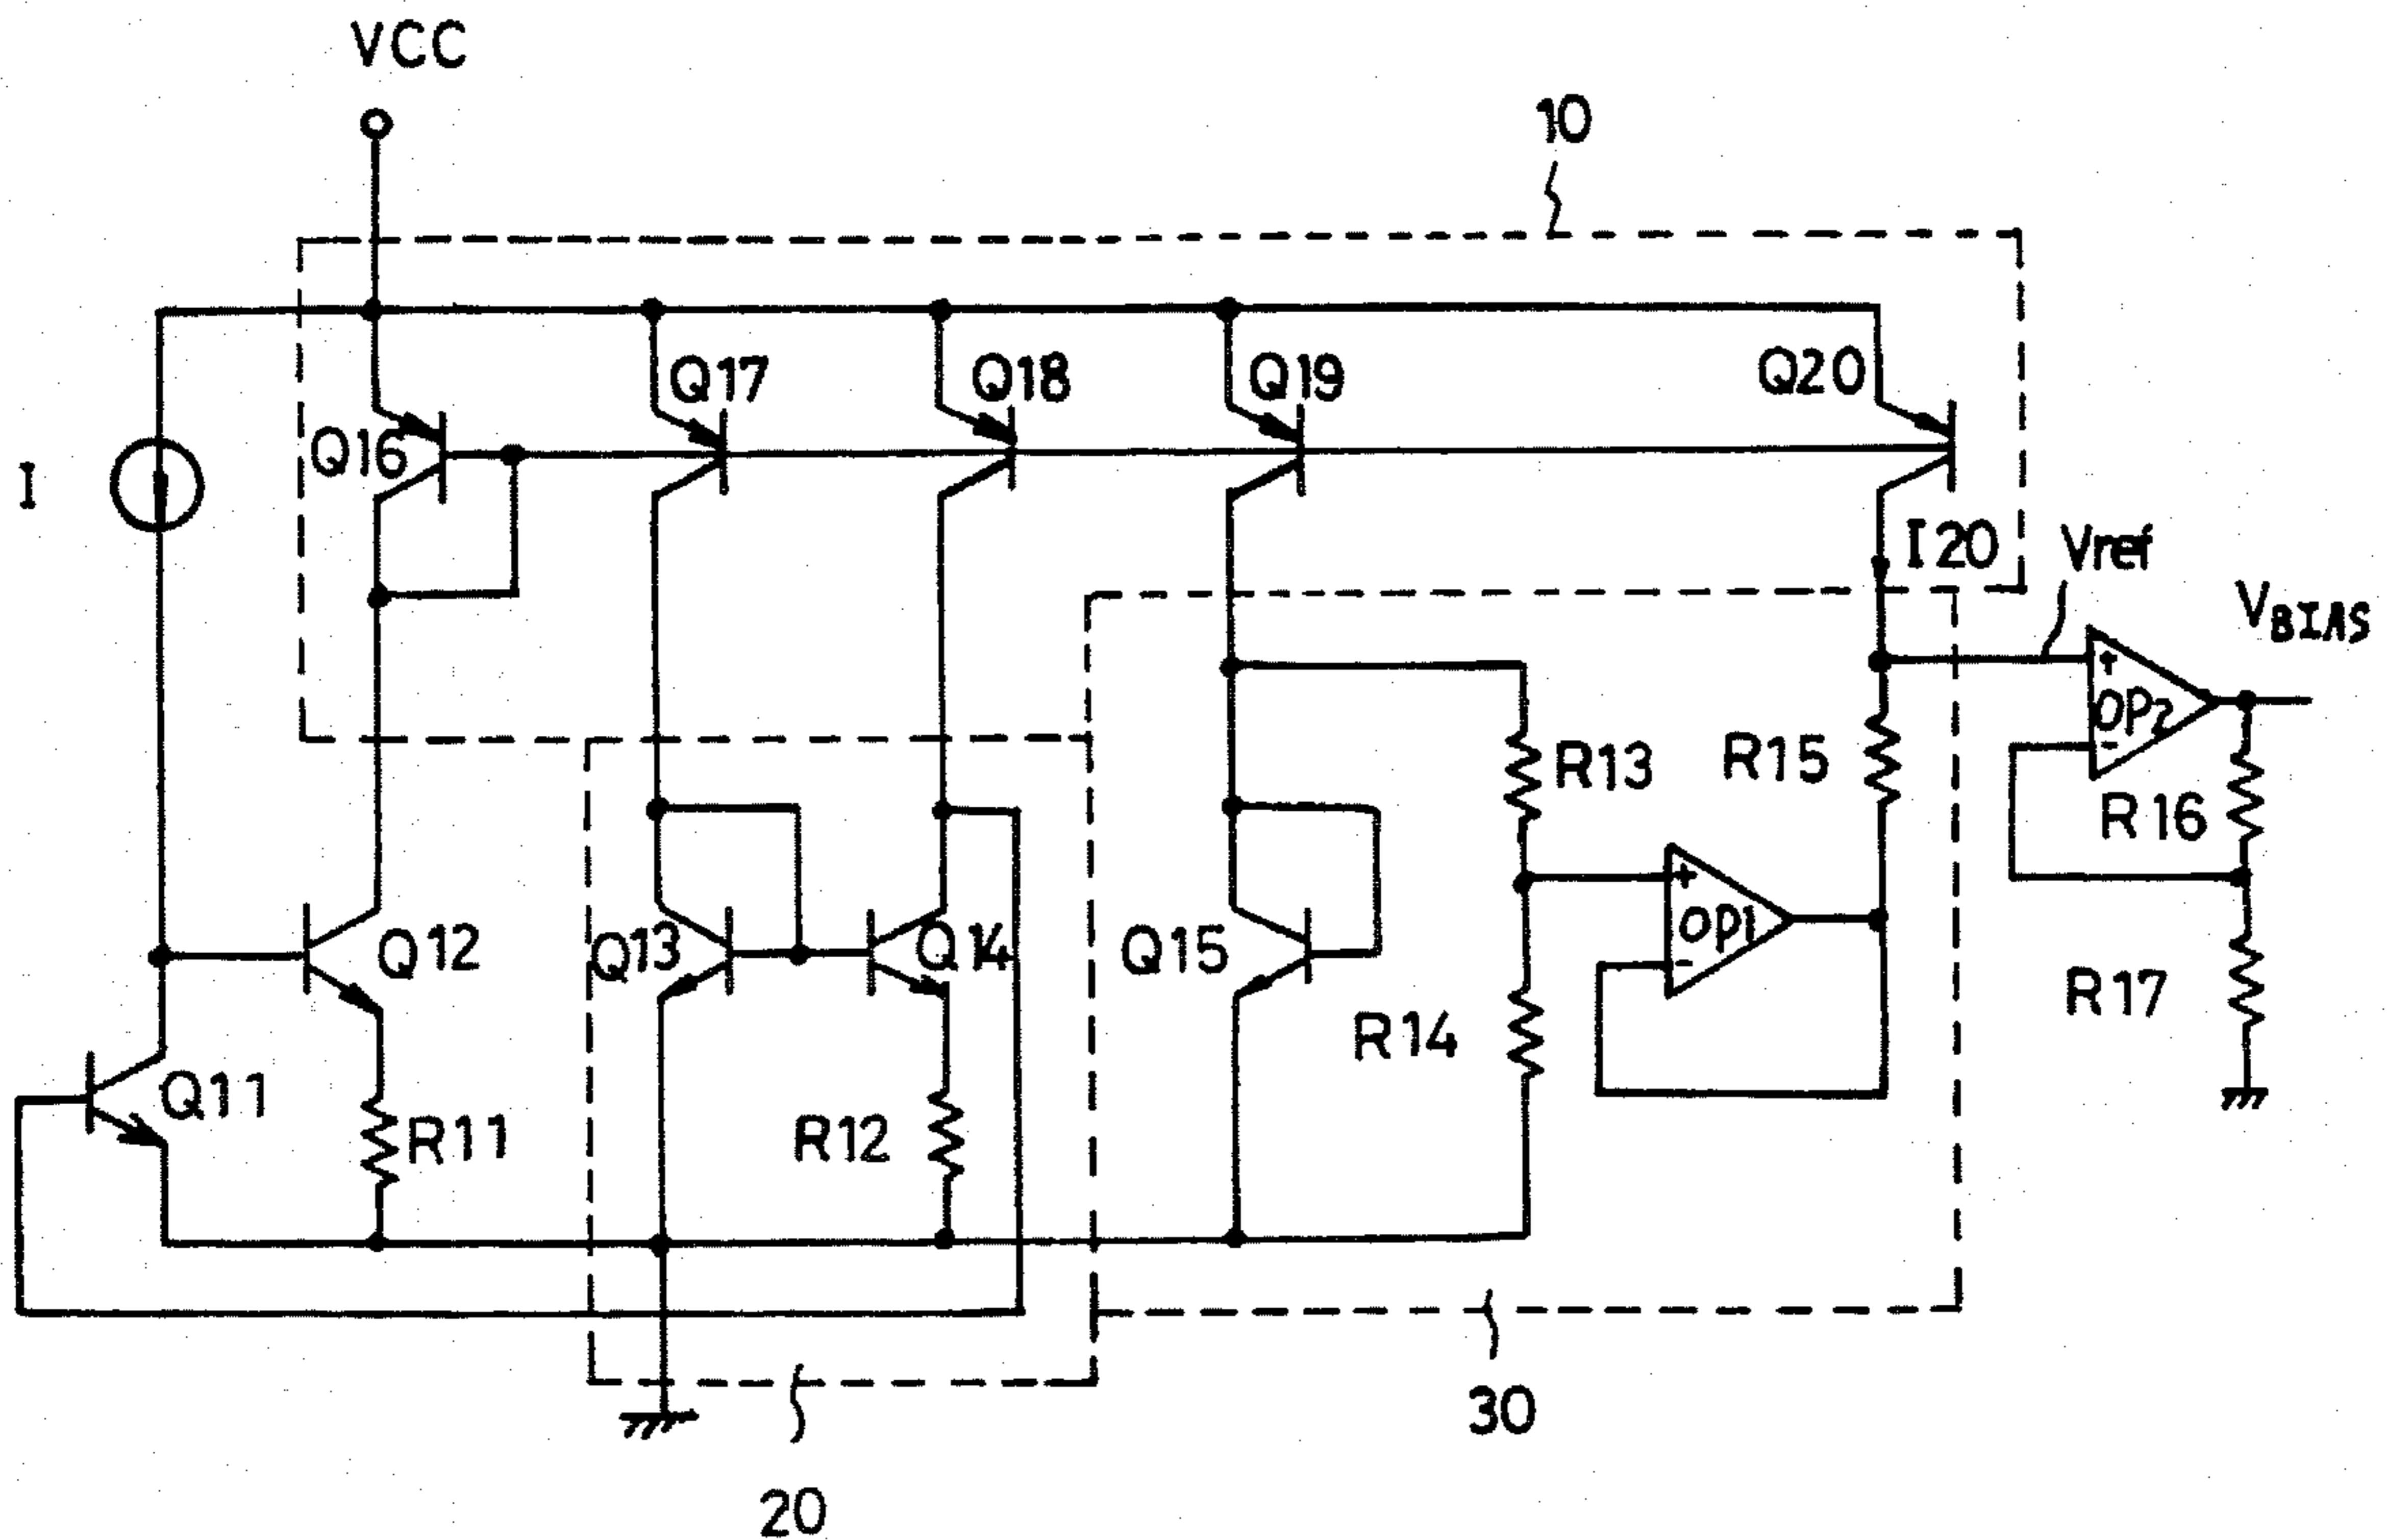 VCC
10
Q17
Q18
Q19
Q20
Q16
I
I20
Vref
VBIAS
+
OP2
-
R13
R15
R16
+
OP1
-
Q12
Q13
Q14
Q15
R14
R17
Q11
R11
R12
30
20